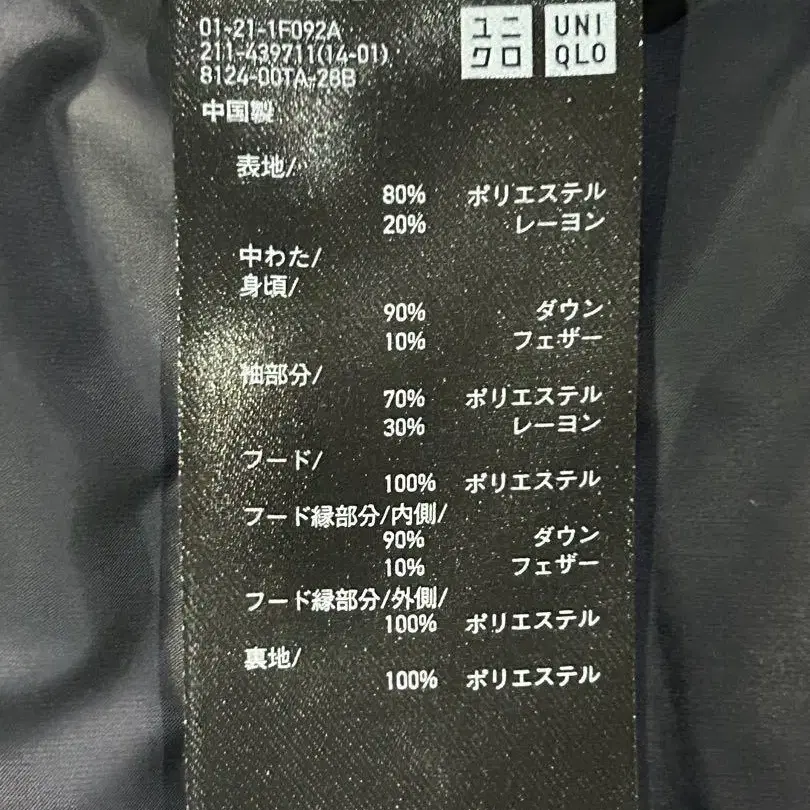 01-21-1F092A
211-439711(14-01)
8124-00TA-28B
ユニ
クロ
UNI
QLO
中国製
表地/
80% ポリエステル
20% レーヨン
中わた/
身頃/
90% ダウン
10% フェザー
袖部分/
70% ポリエステル
30% レーヨン
フード/
100% ポリエステル
フード縁部分/内側/
90% ダウン
10% フェザー
フード縁部分/外側/
100% ポリエステル
裏地/
100% ポリエステル